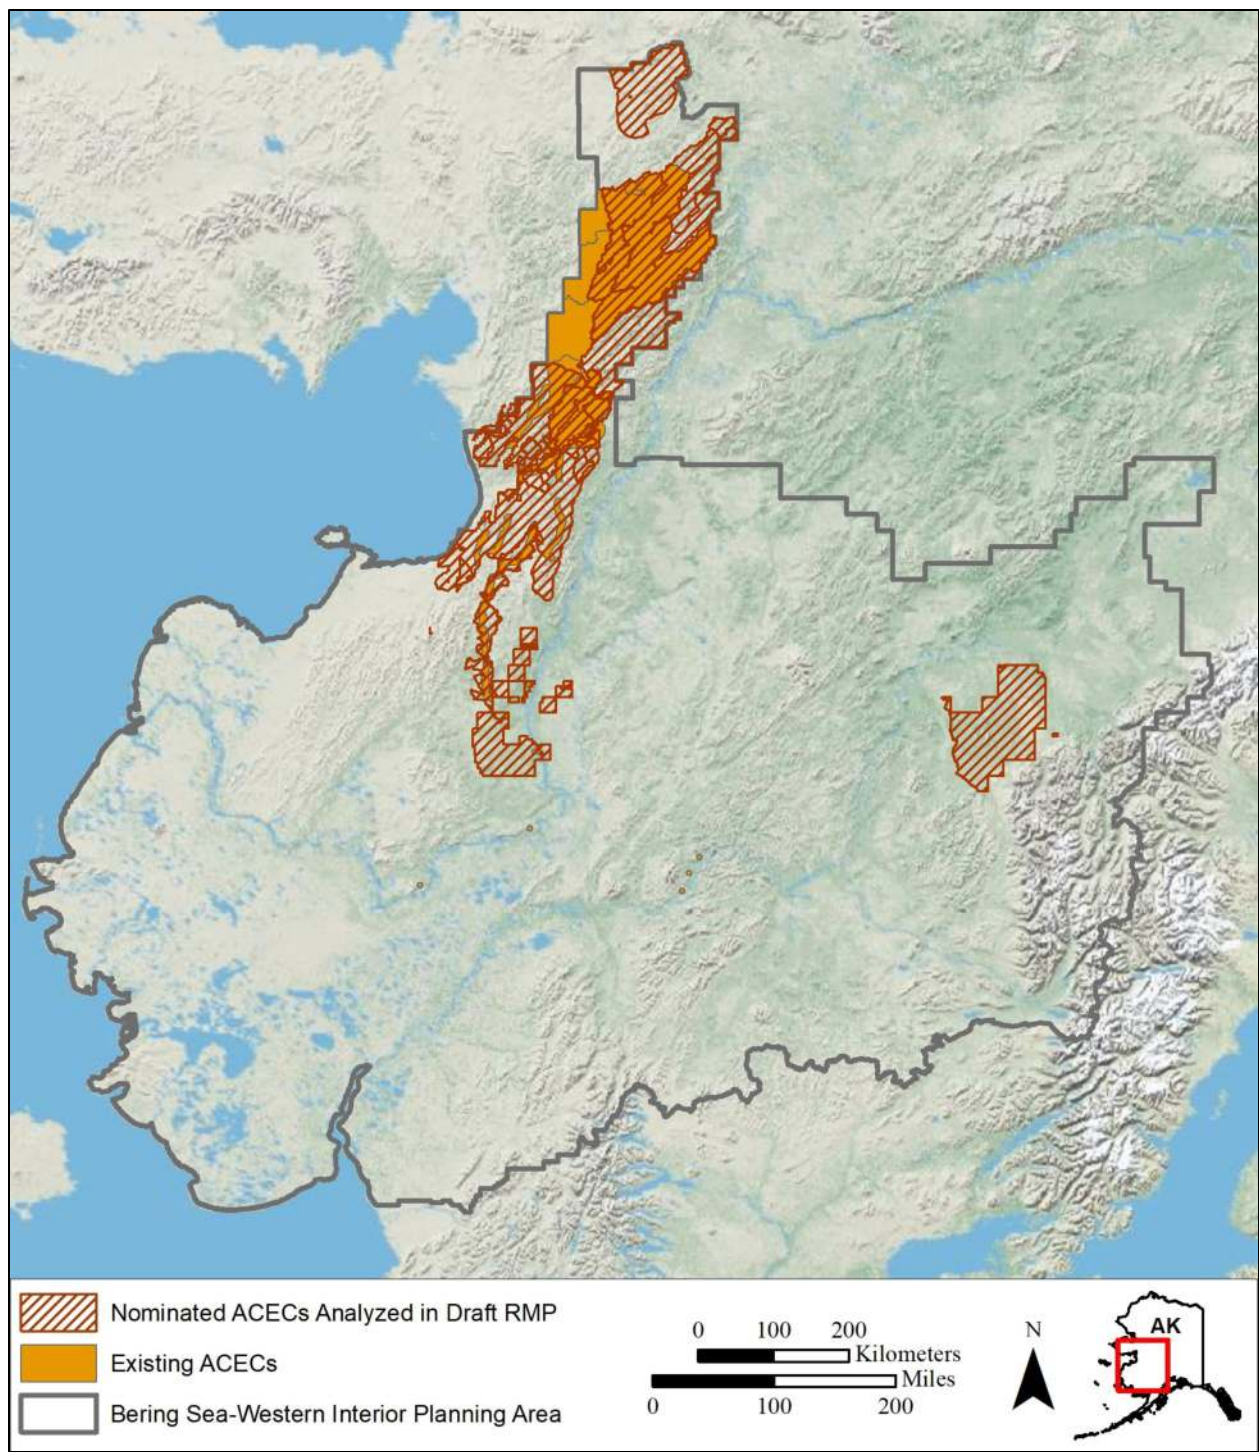 Nominated ACECs Analyzed in Draft RMP
Existing ACECs
Bering Sea-Western Interior Planning Area
0 100 200
Kilometers
Miles
0 100 200
N
AK